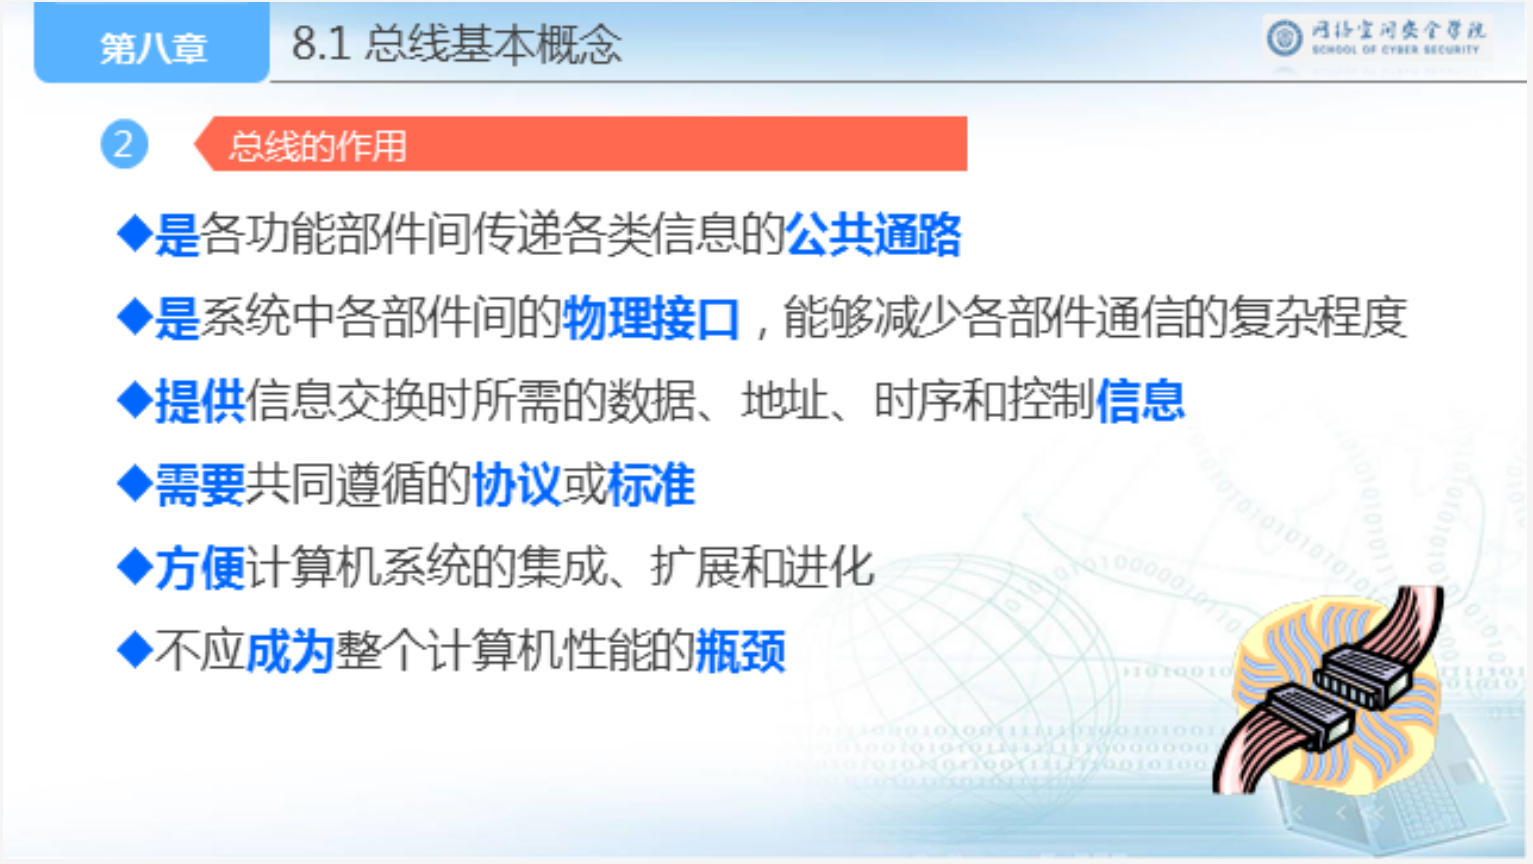 第八章
8.1 总线基本概念
网络空间安全学院
SCHOOL OF CYBER SECURITY
2
总线的作用
◆是各功能部件间传递各类信息的公共通路
◆是系统中各部件间的物理接口，能够减少各部件通信的复杂程度
◆提供信息交换时所需的数据、地址、时序和控制信息
◆需要共同遵循的协议或标准
◆方便计算机系统的集成、扩展和进化
◆不应成为整个计算机性能的瓶颈